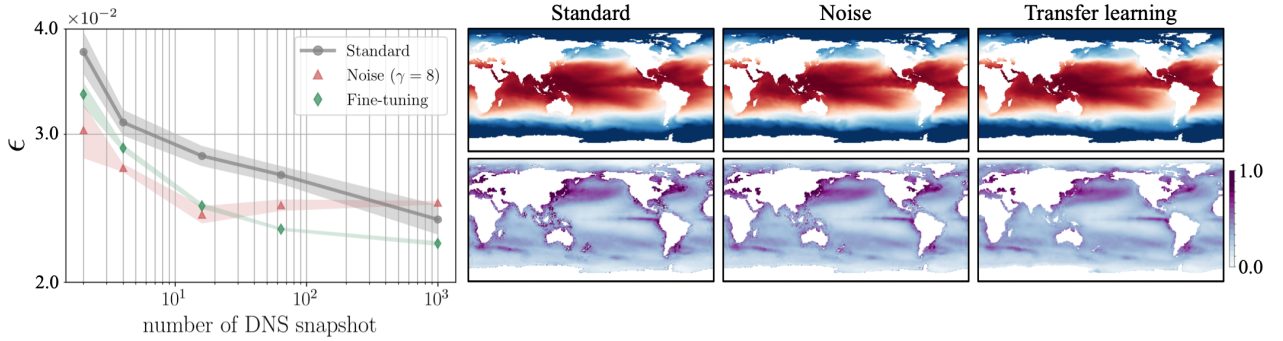 ×10⁻²
4.0
3.0
2.0
ϵ
10¹
10²
10³
number of DNS snapshot
Standard
Noise (γ = 8)
Fine-tuning
Standard
Noise
Transfer learning
1.0
0.0